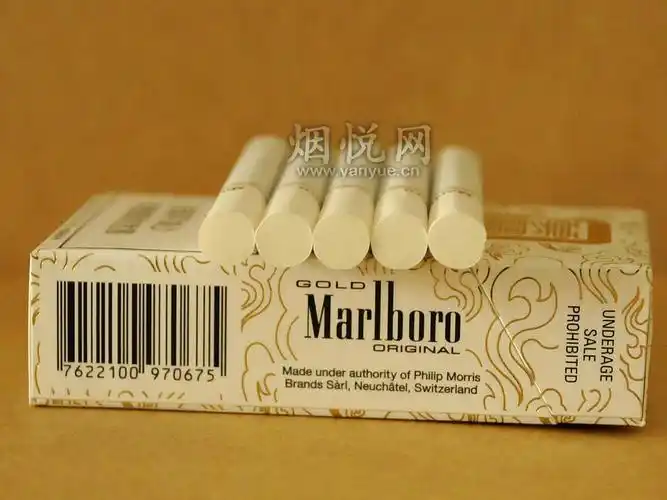 烟悦网
www.yanyue.cn
GOLD
Marlboro
ORIGINAL
Made under authority of Philip Morris
Brands Sàrl, Neuchâtel, Switzerland
7622100 970675
UNDERAGE
SALE
PROHIBITED